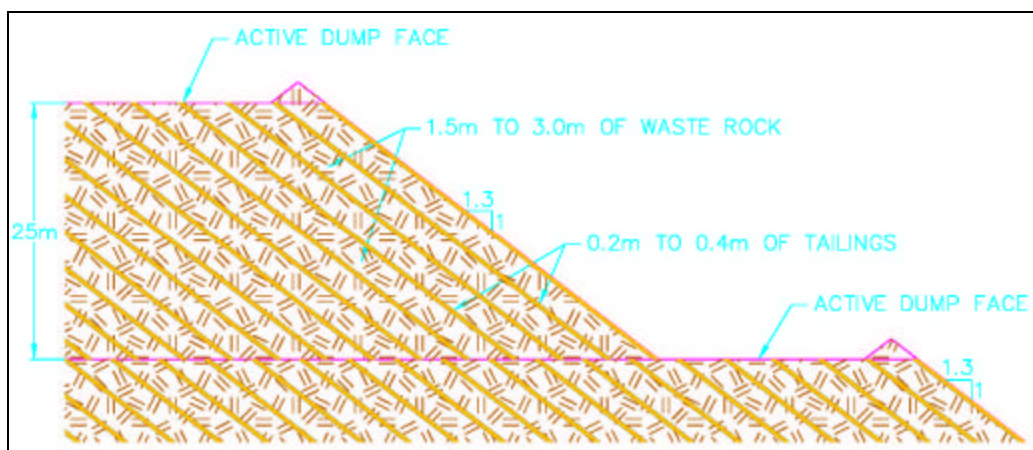 ACTIVE DUMP FACE
1.5m TO 3.0m OF WASTE ROCK
1.3
1
25m
0.2m TO 0.4m OF TAILINGS
ACTIVE DUMP FACE
1.3
1